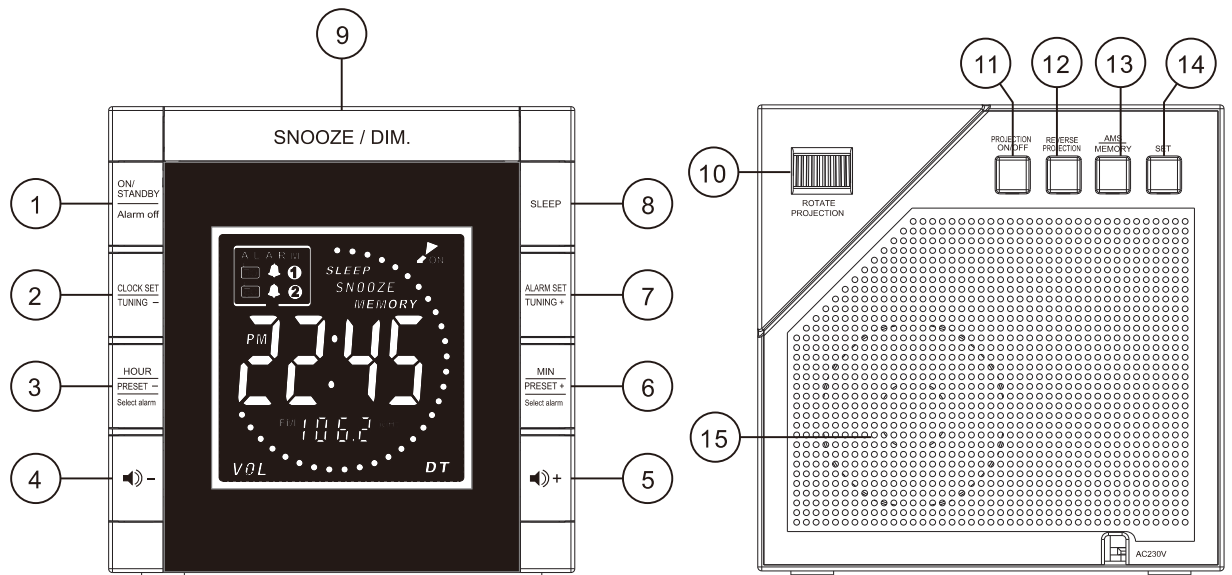 9
SNOOZE / DIM.
1
ON/
STANDBY
Alarm off
2
CLOCK SET
TUNING －
3
HOUR
PRESET －
Select alarm
4
－
ALARM
1
2
SLEEP
SNOOZE
MEMORY
ON
PM
22:45
FM
106.2
VOL
DT
SLEEP
8
ALARM SET
TUNING +
7
MIN
PRESET +
Select alarm
6
+
5
11
12
13
14
PROJECTION
ON/OFF
REVERSE
PROJECTION
AMS
MEMORY
SET
10
ROTATE
PROJECTION
15
AC230V